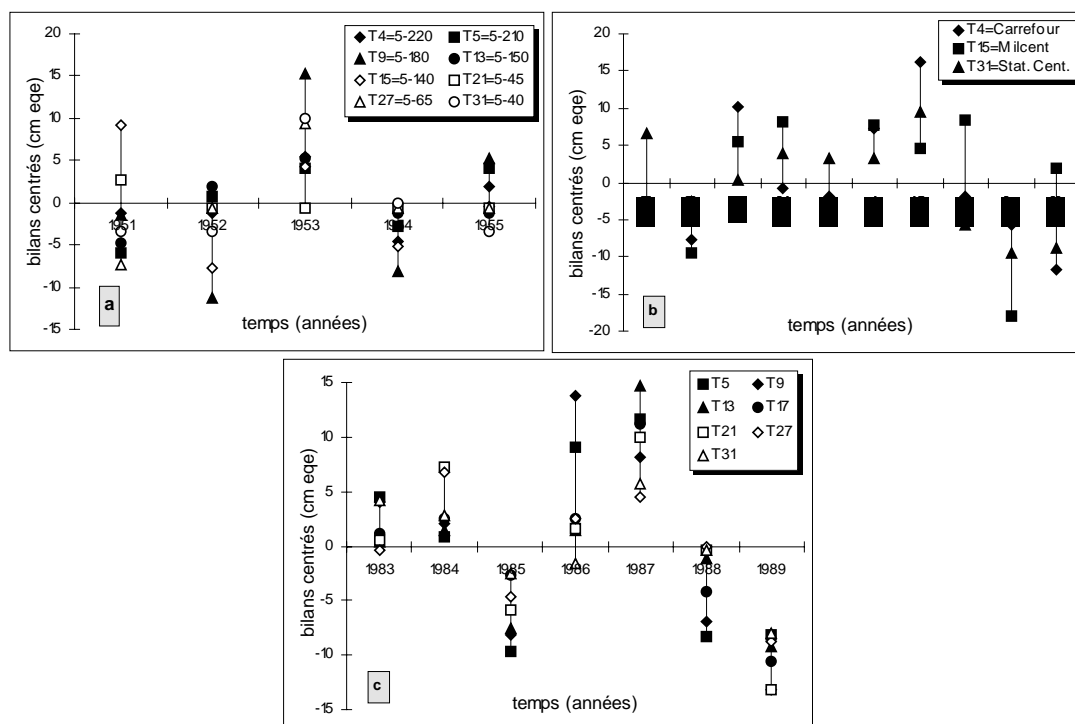 20
15
10
5
0
-5
-10
-15
bilans centrés (cm eqe)
T4=5-220 T5=5-210
T9=5-180 T13=5-150
T15=5-140 T21=5-45
T27=5-65 T31=5-40
1951 1952 1953 1954 1955
a
temps (années)
20
15
10
5
0
-5
-10
-15
-20
bilans centrés (cm eqe)
T4=Carrefour
T15=Milcent
T31=Stat. Cent.
b
temps (années)
15
10
5
0
-5
-10
-15
bilans centrés (cm eqe)
T5 T9
T13 T17
T21 T27
T31
1983 1984 1985 1986 1987 1988 1989
c
temps (années)